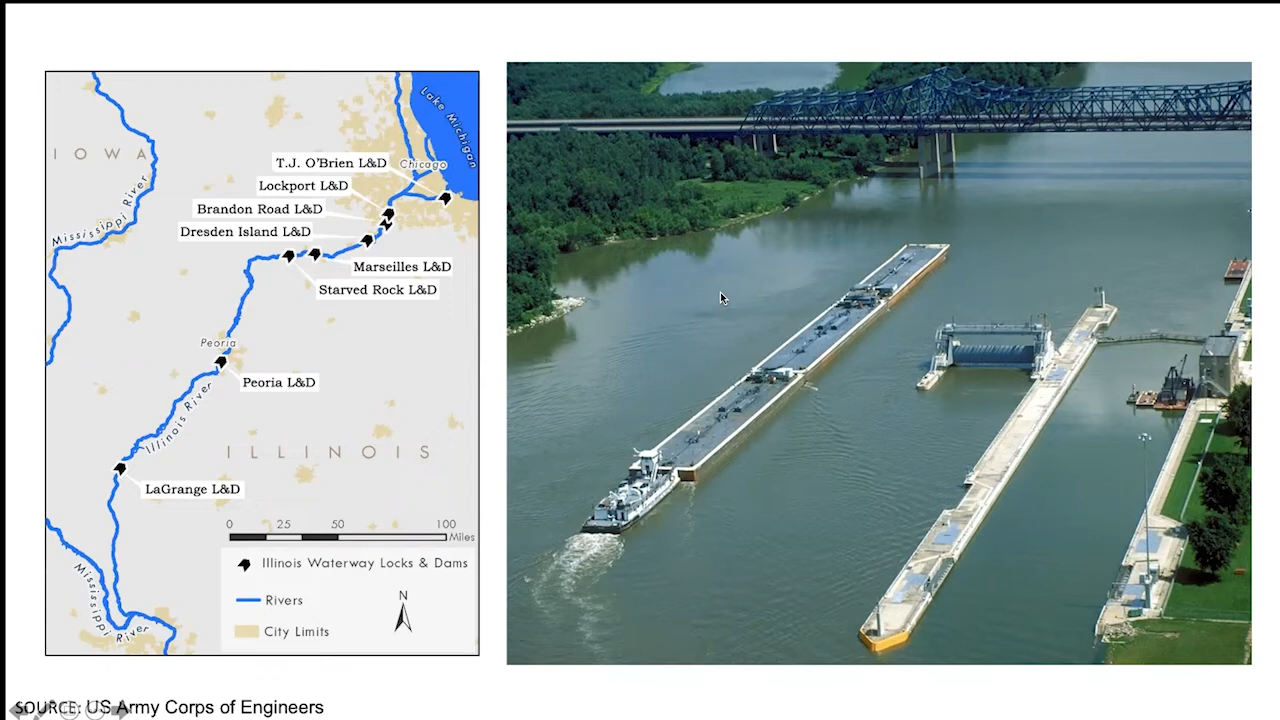 Lake Michigan
IOWA
T.J. O'Brien L&D
Chicago
Lockport L&D
Brandon Road L&D
Mississippi River
Dresden Island L&D
Marseilles L&D
Starved Rock L&D
Peoria
Peoria L&D
Illinois River
ILLINOIS
LaGrange L&D
0 25 50 100
Miles
Illinois Waterway Locks & Dams
Mississippi River
Rivers
N
City Limits
SOURCE: US Army Corps of Engineers